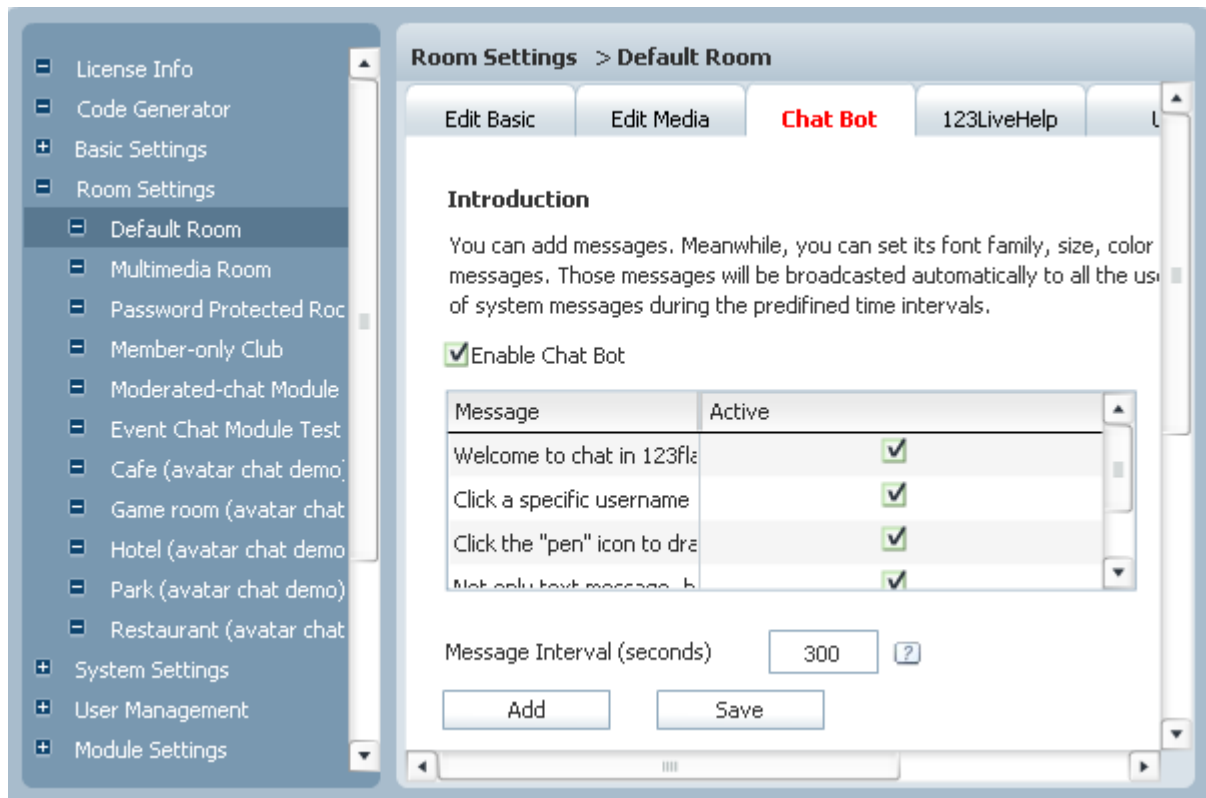 License Info
Code Generator
Basic Settings
Room Settings
Default Room
Multimedia Room
Password Protected Roc
Member-only Club
Moderated-chat Module
Event Chat Module Test
Cafe (avatar chat demo)
Game room (avatar chat
Hotel (avatar chat demo
Park (avatar chat demo)
Restaurant (avatar chat
System Settings
User Management
Module Settings
Room Settings > Default Room
Edit Basic Edit Media Chat Bot 123LiveHelp
Introduction
You can add messages. Meanwhile, you can set its font family, size, color
messages. Those messages will be broadcasted automatically to all the us
of system messages during the predifined time intervals.
Enable Chat Bot
Message Active
Welcome to chat in 123fla
Click a specific username
Click the "pen" icon to dra
Not only text message, b
Message Interval (seconds) 300 ?
Add Save